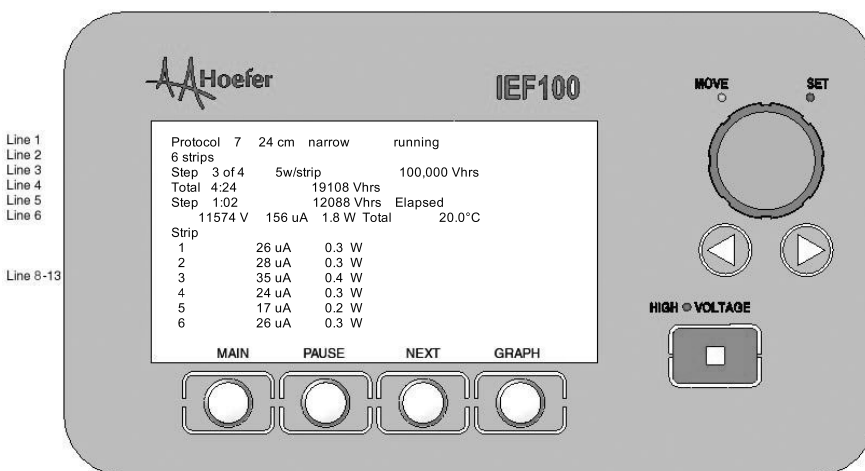 Hoefer
IEF100
MOVE SET
Line 1
Line 2
Line 3
Line 4
Line 5
Line 6
Line 8-13
Protocol 7 24 cm narrow running
6 strips
Step 3 of 4 5w/strip 100,000 Vhrs
Total 4:24 19108 Vhrs
Step 1:02 12088 Vhrs Elapsed
11574 V 156 uA 1.8 W Total 20.0°C
Strip
1 26 uA 0.3 W
2 28 uA 0.3 W
3 35 uA 0.4 W
4 24 uA 0.3 W
5 17 uA 0.2 W
6 26 uA 0.3 W
HIGH VOLTAGE
MAIN PAUSE NEXT GRAPH